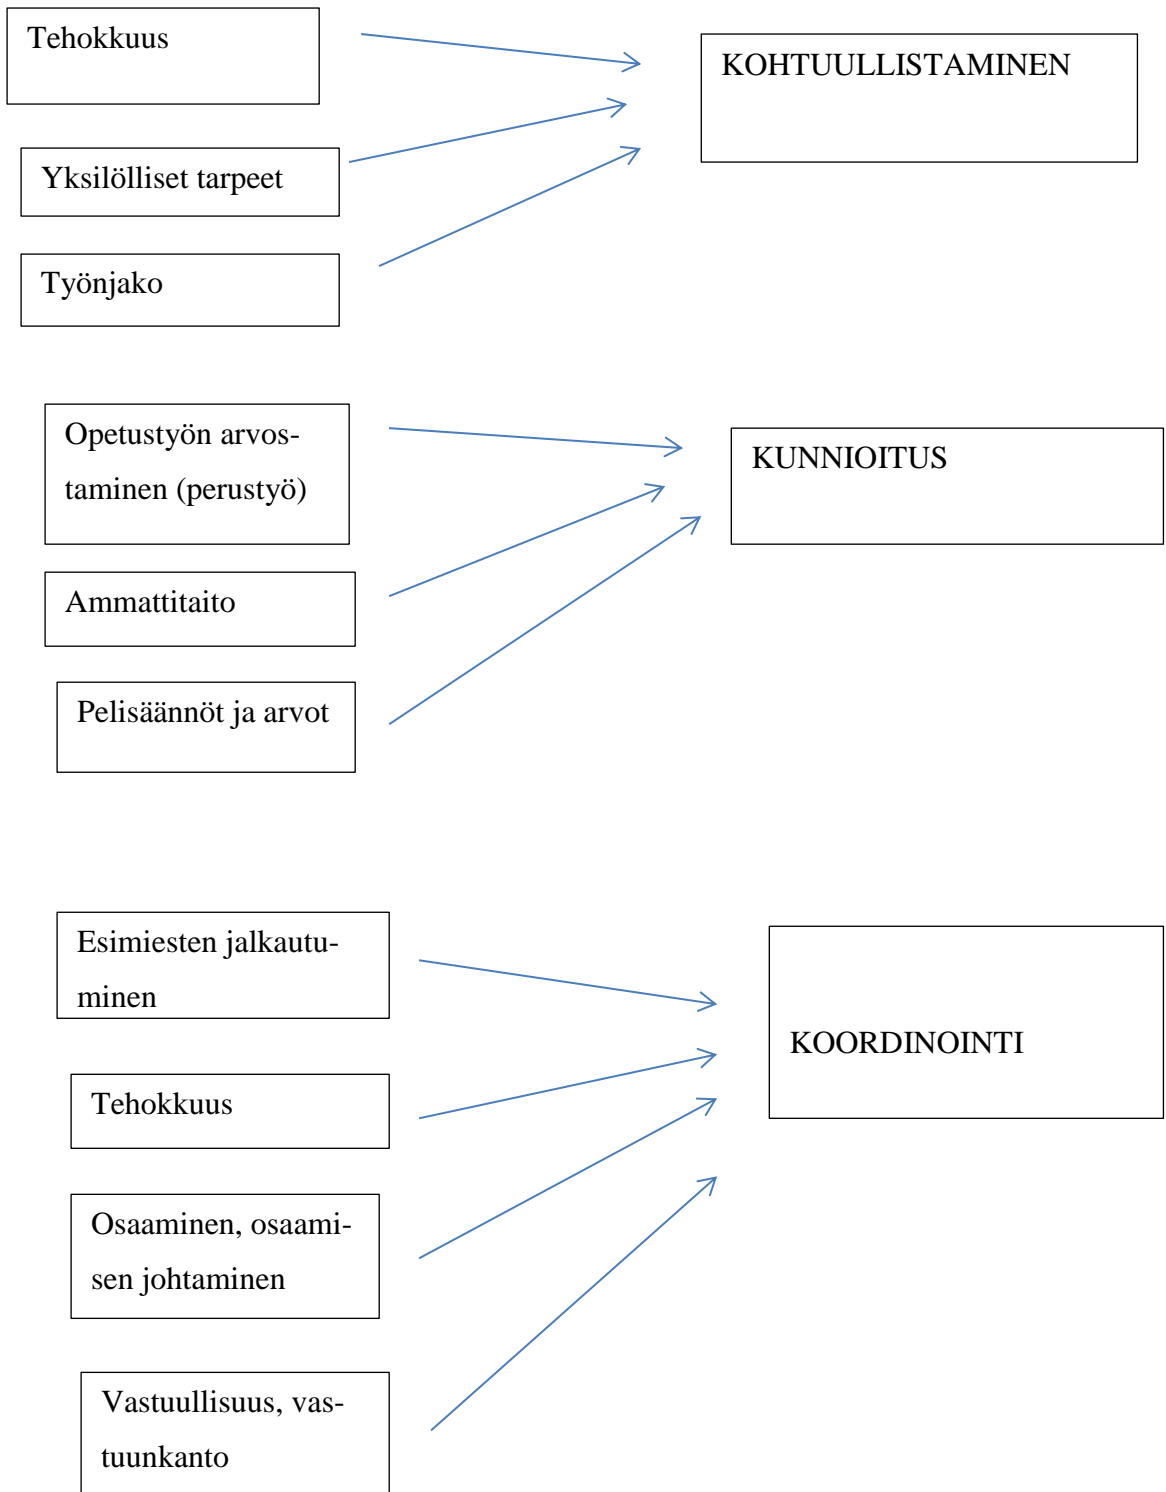 Tehokkuus
KOHTUULLISTAMINEN
Yksilölliset tarpeet
Työnjako
Opetustyön arvos-
taminen (perustyö)
KUNNIOITUS
Ammattitaito
Pelisäännöt ja arvot
Esimiesten jalkautu-
minen
KOORDINOINTI
Tehokkuus
Osaaminen, osaami-
sen johtaminen
Vastuullisuus, vas-
tuunkanto